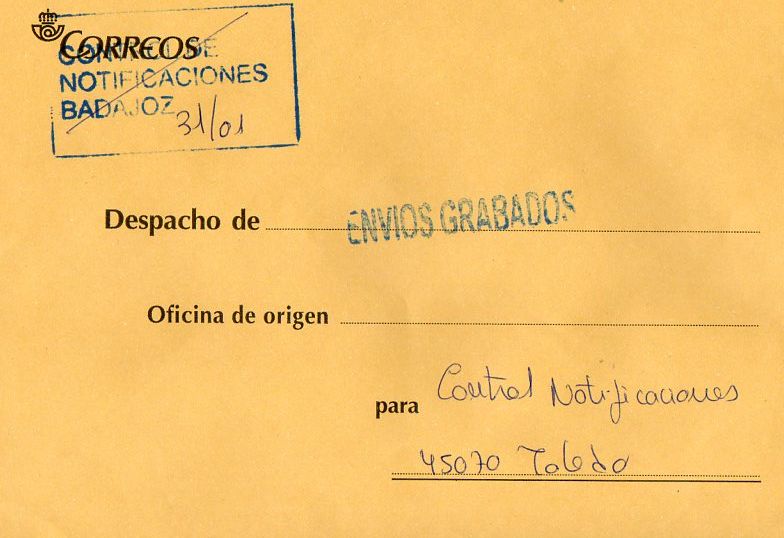 CORREOS
CONTROL DE
NOTIFICACIONES
BADAJOZ
31/01
Despacho de ENVIOS GRABADOS
Oficina de origen
para Control Notificaciones
45070 Toledo